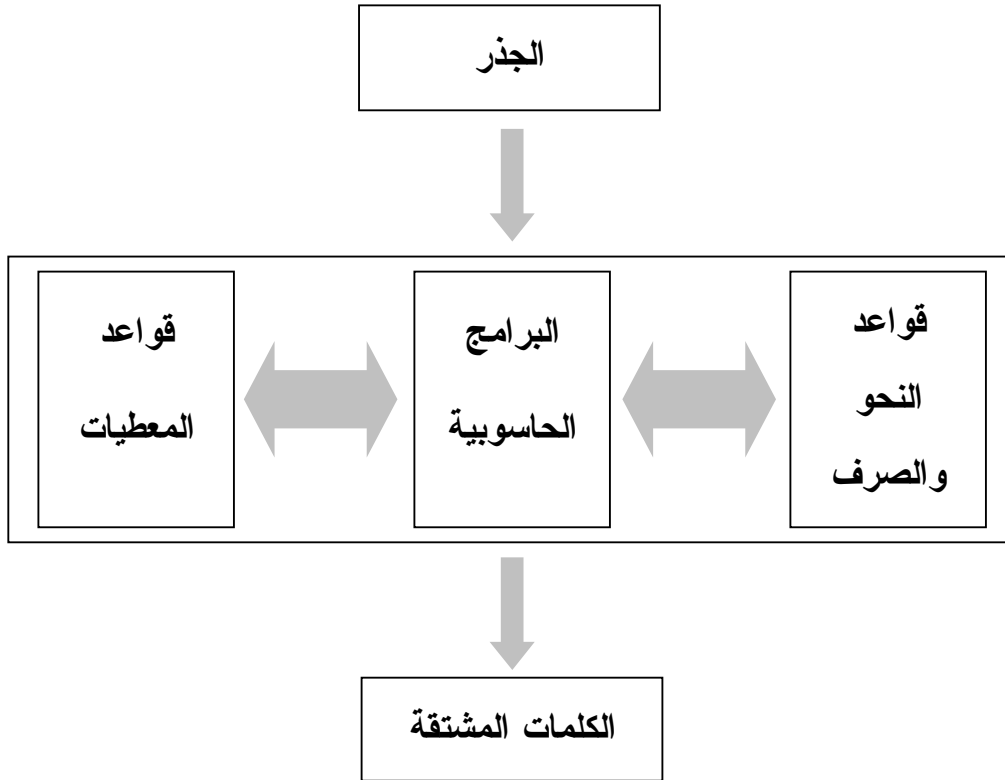 الجذر
قواعد
النحو
والصرف
البرامج
الحاسوبية
قواعد
المعطيات
الكلمات المشتقة